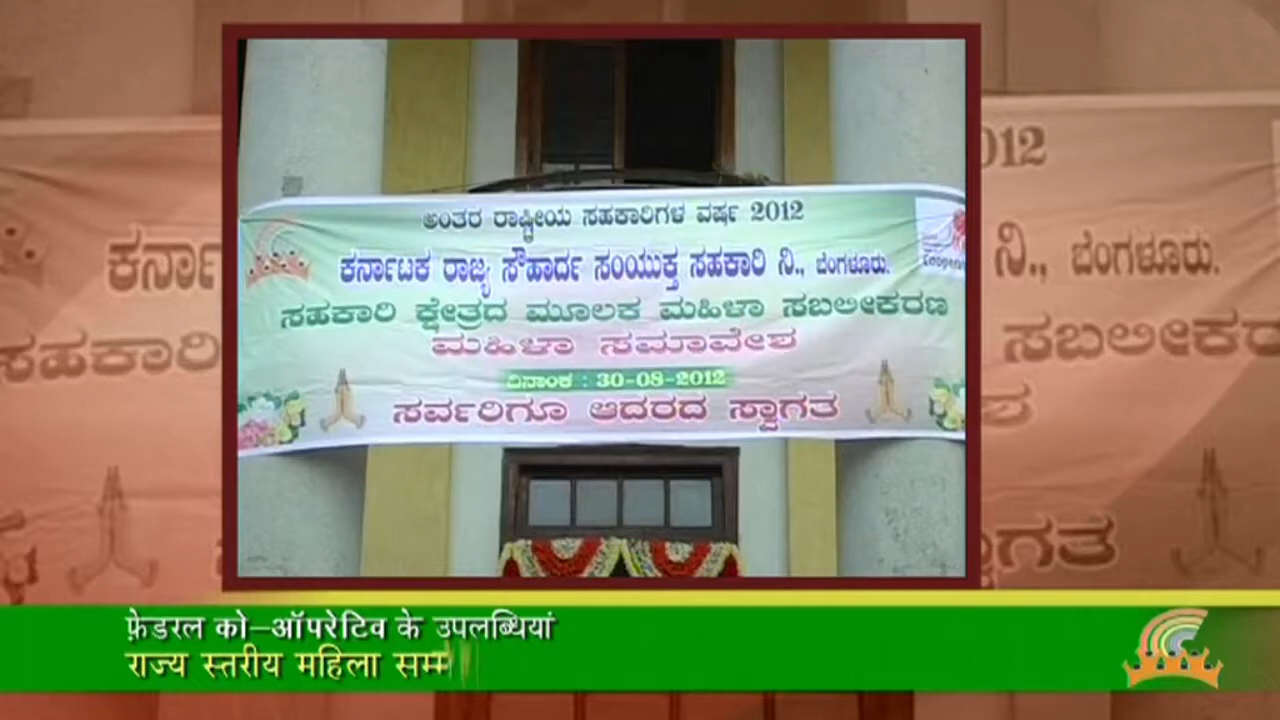 ಅಂತರ ರಾಷ್ಟ್ರೀಯ ಸಹಕಾರಿಗಳ ವರ್ಷ 2012
ಕರ್ನಾಟಕ ರಾಜ್ಯ ಸೌಹಾರ್ದ ಸಂಯುಕ್ತ ಸಹಕಾರಿ ನಿ., ಬೆಂಗಳೂರು.
ಸಹಕಾರಿ ಕ್ಷೇತ್ರದ ಮೂಲಕ ಮಹಿಳಾ ಸಬಲೀಕರಣ
ಮಹಿಳಾ ಸಮಾವೇಶ
ದಿನಾಂಕ : 30-08-2012
ಸರ್ವರಿಗೂ ಆದರದ ಸ್ವಾಗತ
फ़ेडरल को-ऑपरेटिव के उपलब्धियां
राज्य स्तरीय महिला सम्म